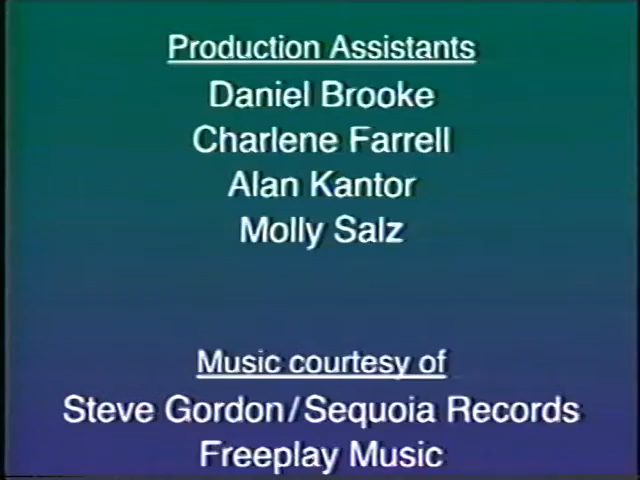 Production Assistants
Daniel Brooke
Charlene Farrell
Alan Kantor
Molly Salz
Music courtesy of
Steve Gordon/Sequoia Records
Freeplay Music